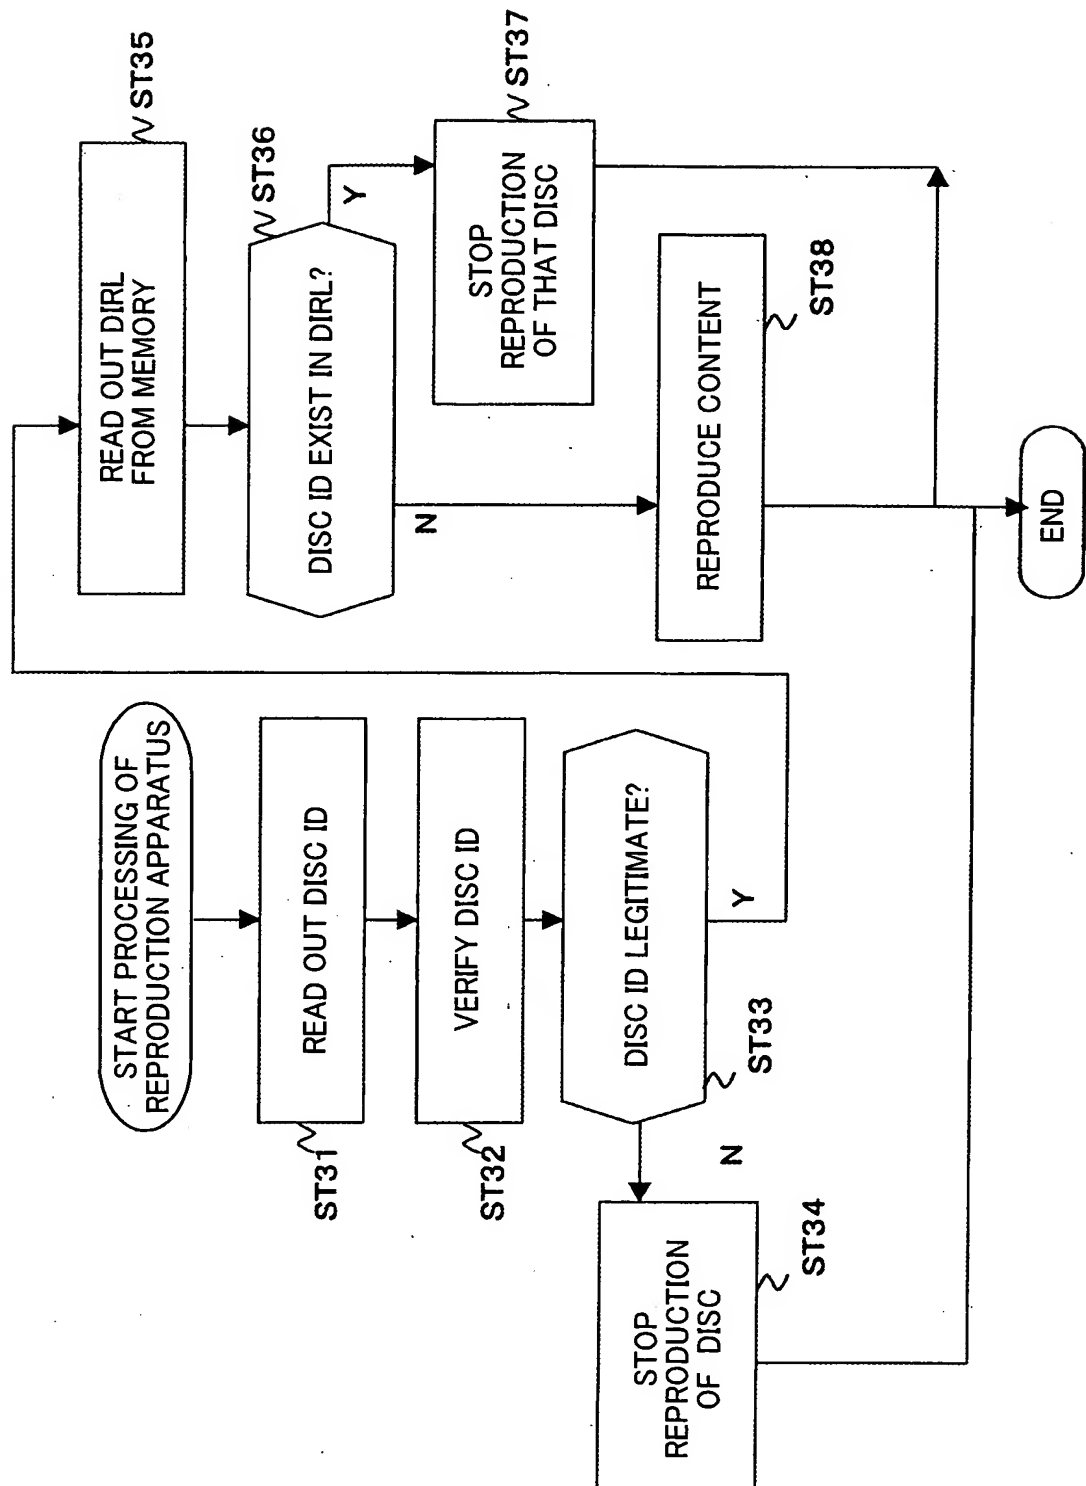 START PROCESSING OF
REPRODUCTION APPARATUS
READ OUT DISC ID
ST31
VERIFY DISC ID
ST32
DISC ID LEGITIMATE?
ST33
N
Y
STOP
REPRODUCTION
OF DISC
ST34
READ OUT DIRL
FROM MEMORY
ST35
DISC ID EXIST IN DIRL?
ST36
Y
N
STOP
REPRODUCTION
OF THAT DISC
ST37
REPRODUCE CONTENT
ST38
END